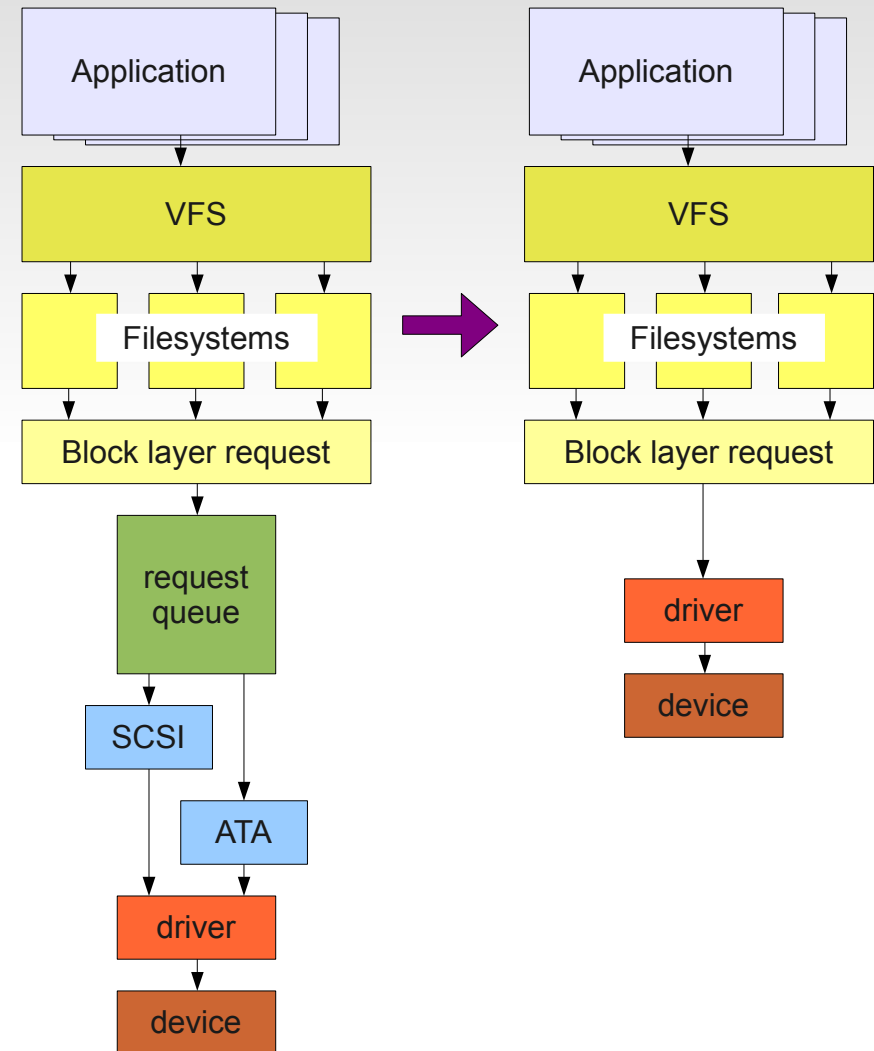 Application
VFS
Filesystems
Block layer request
request
queue
SCSI
ATA
driver
device
Application
VFS
Filesystems
Block layer request
driver
device